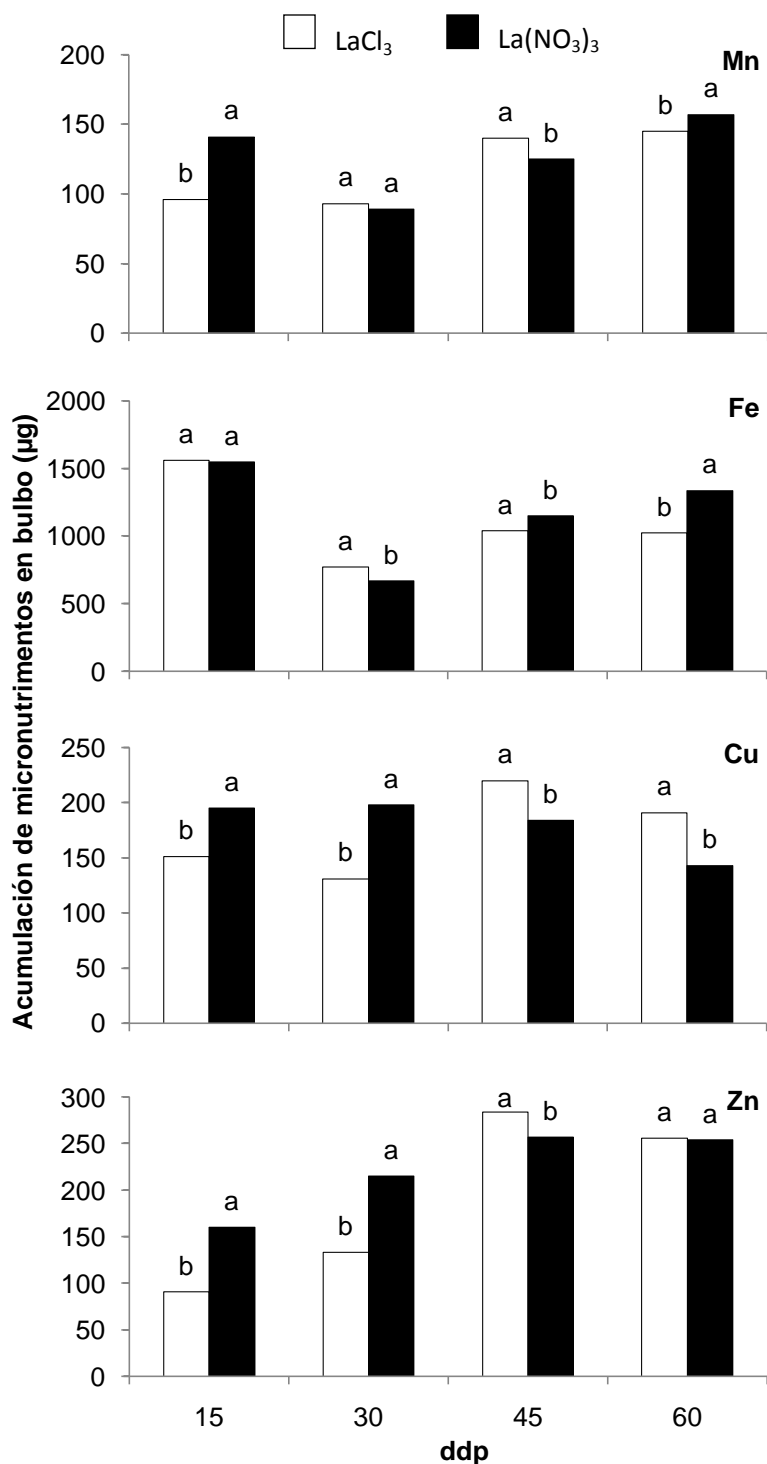 LaCl₃ La(NO₃)₃
Acumulación de micronutrimentos en bulbo (µg)
Mn
200
150
100
50
0
b a a a a b b a
Fe
2000
1500
1000
500
0
a a a b a b b a
Cu
250
200
150
100
50
0
b a b a a b a b
Zn
300
250
200
150
100
50
0
b a b a a b a a
15 30 45 60
ddp